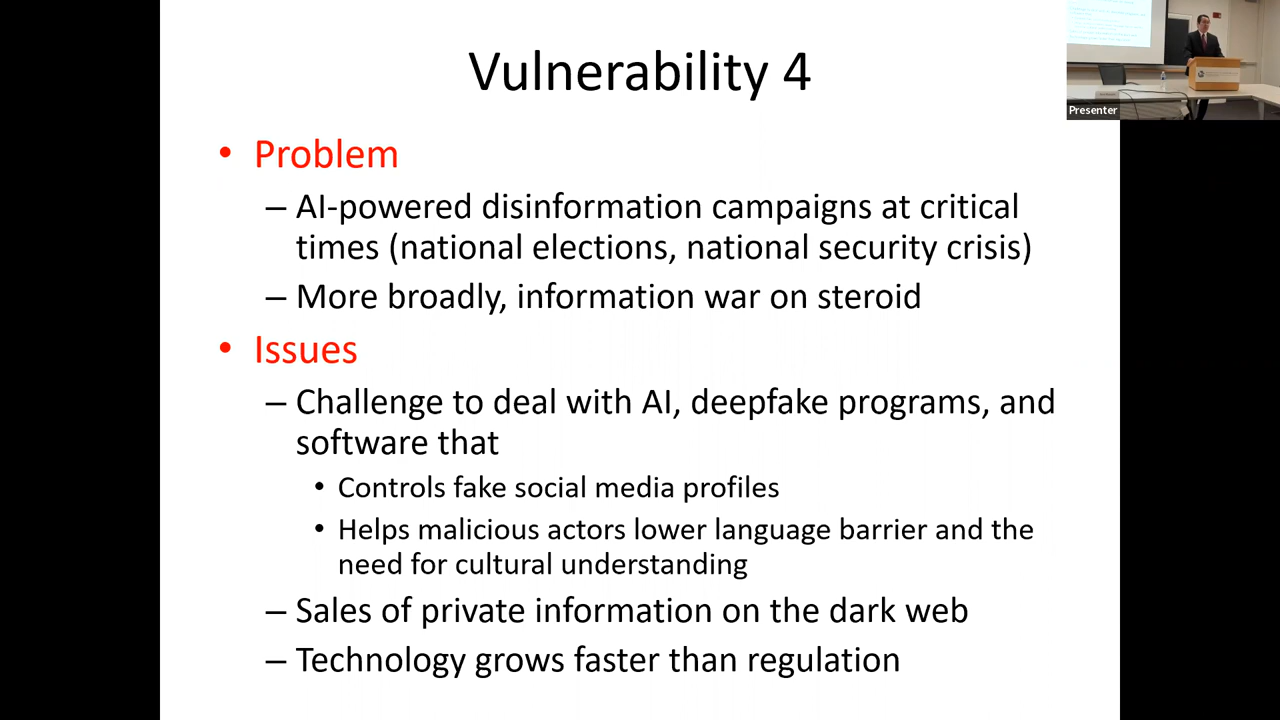 Vulnerability 4
• Problem
– AI-powered disinformation campaigns at critical
times (national elections, national security crisis)
– More broadly, information war on steroid
• Issues
– Challenge to deal with AI, deepfake programs, and
software that
• Controls fake social media profiles
• Helps malicious actors lower language barrier and the
need for cultural understanding
– Sales of private information on the dark web
– Technology grows faster than regulation
Presenter